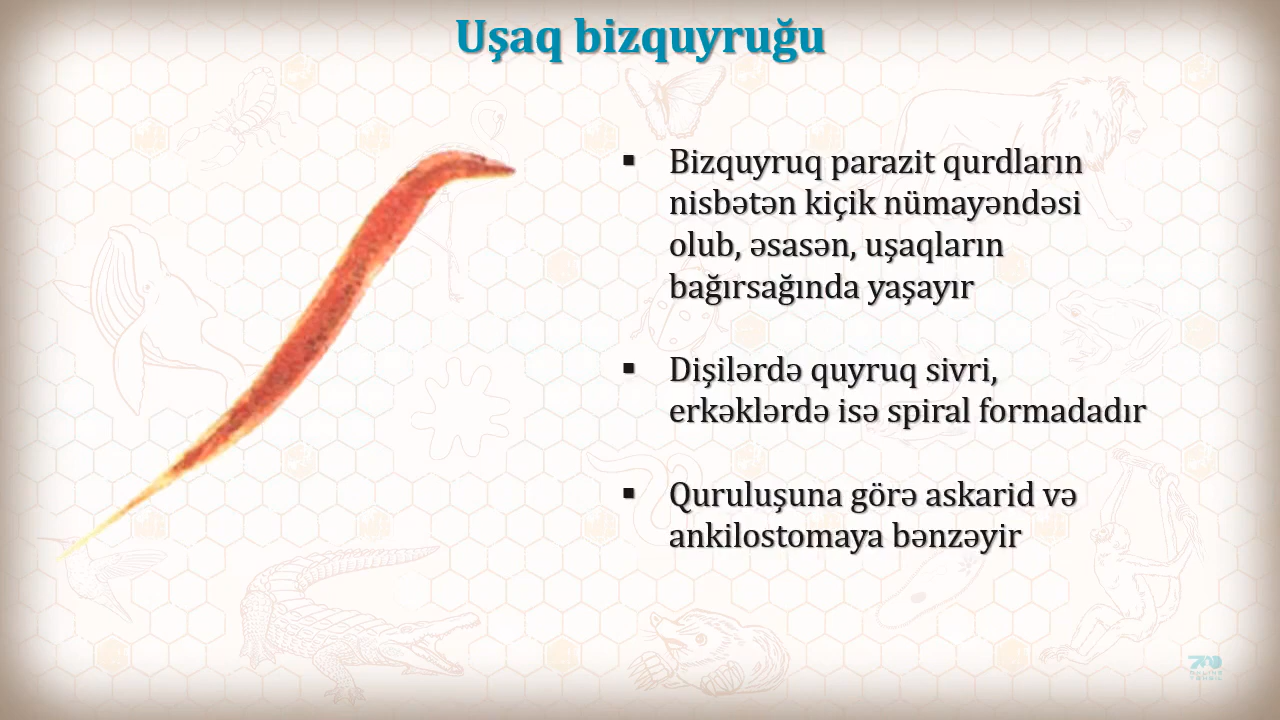 Uşaq bizquyruğu
▪ Bizquyruq parazit qurdların
nisbətən kiçik nümayəndəsi
olub, əsasən, uşaqların
bağırsağında yaşayır
▪ Dişilərdə quyruq sivri,
erkəklərdə isə spiral formadadır
▪ Quruluşuna görə askarid və
ankilostomaya bənzəyir